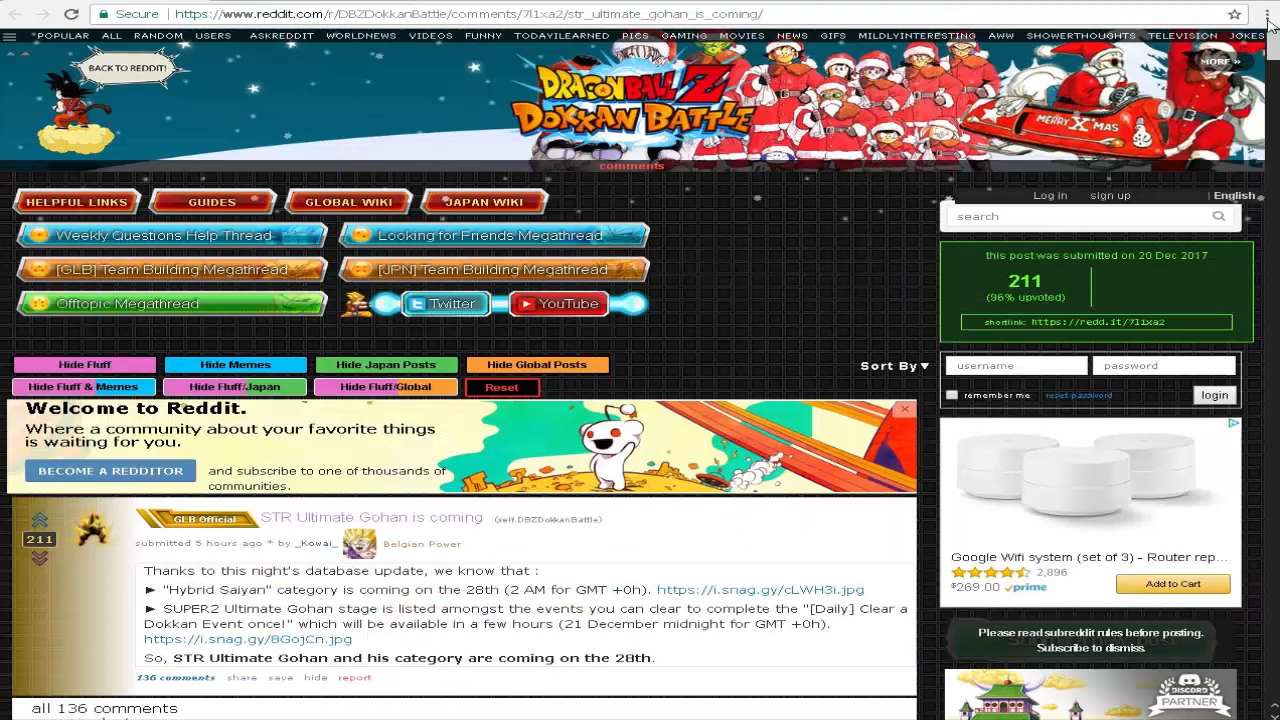 Secure https://www.reddit.com/r/DBZDokkanBattle/comments/7l1xa2/str_ultimate_gohan_is_coming/
*POPULAR ALL RANDOM USERS ASKREDDIT WORLDNEWS VIDEOS FUNNY TODAYILEARNED PICS GAMING MOVIES NEWS GIFS MILDLYINTERESTING AWW SHOWERTHOUGHTS TELEVISION JOKES
BACK TO REDDIT!
MORE »
DRAGONBALL Z
DOKKAN BATTLE
MERRY X MAS
comments
HELPFUL LINKS GUIDES GLOBAL WIKI JAPAN WIKI
Log in sign up | English
search
Weekly Questions Help Thread Looking for Friends Megathread
[GLB] Team Building Megathread [JPN] Team Building Megathread
Offtopic Megathread Twitter YouTube
this post was submitted on 20 Dec 2017
211
(96% upvoted)
shortlink: https://redd.it/7l1xa2
Hide Fluff Hide Memes Hide Japan Posts Hide Global Posts
Sort By▼
Hide Fluff & Memes Hide Fluff/Japan Hide Fluff/Global Reset
username password
remember me reset password login
Welcome to Reddit.
Where a community about your favorite things
is waiting for you.
BECOME A REDDITOR and subscribe to one of thousands of
communities.
Google Wifi system (set of 3) - Router rep...
2,896
269.00 prime
Add to Cart
211
GLB Official STR Ultimate Gohan is coming (self.DBZDokkanBattle)
submitted 5 hours ago * by _Kowai_ Belgian Power
Thanks to this night's database update, we know that :
► "Hybrid Saiyan" category is coming on the 28th (2 AM for GMT +0h). https://i.snag.gy/cLWH3i.jpg
► SUPER2 Ultimate Gohan stage is listed amongst the events you can clear to complete the "[Daily] Clear a
Dokkan Event once!" which will be available in a few hours (21 December midnight for GMT +0h).
https://i.snag.gy/8GojCn.jpg
So, STR Ultimate Gohan and his category are coming on the 28th.
136 comments share save hide report
all 136 comments
Please read subreddit rules before posting.
Subscribe to dismiss.
DISCORD
PARTNER